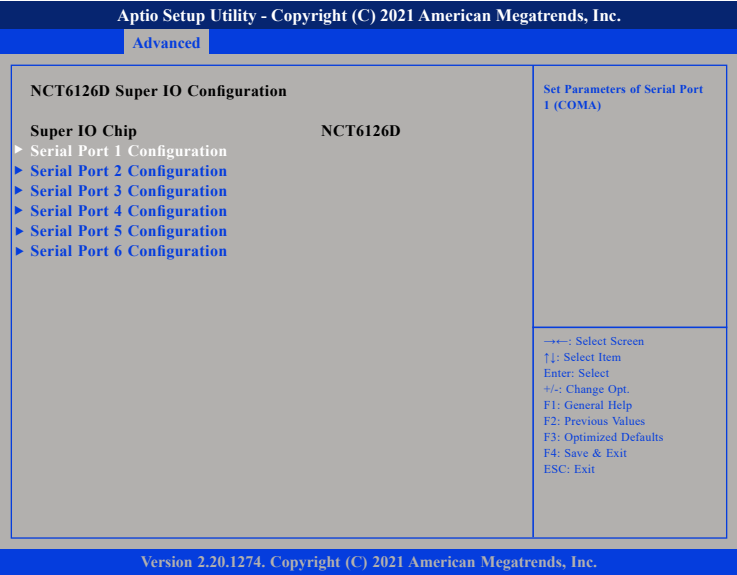 Aptio Setup Utility - Copyright (C) 2021 American Megatrends, Inc.
Advanced
NCT6126D Super IO Configuration
Super IO Chip NCT6126D
Serial Port 1 Configuration
Serial Port 2 Configuration
Serial Port 3 Configuration
Serial Port 4 Configuration
Serial Port 5 Configuration
Serial Port 6 Configuration
Set Parameters of Serial Port
1 (COMA)
→←: Select Screen
↑↓: Select Item
Enter: Select
+/-: Change Opt.
F1: General Help
F2: Previous Values
F3: Optimized Defaults
F4: Save & Exit
ESC: Exit
Version 2.20.1274. Copyright (C) 2021 American Megatrends, Inc.